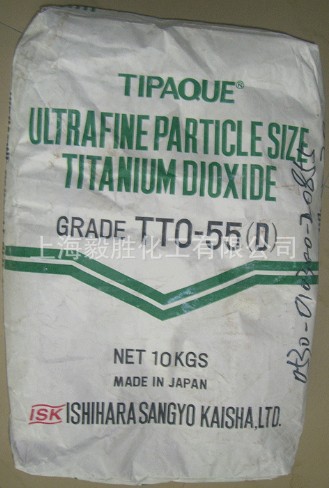 TIPAQUE®
ULTRAFINE PARTICLE SIZE
TITANIUM DIOXIDE
GRADE TTO-55(D)
上海毅胜化工有限公司
NET 10KGS
MADE IN JAPAN
ISK ISHIHARA SANGYO KAISHA,LTD.